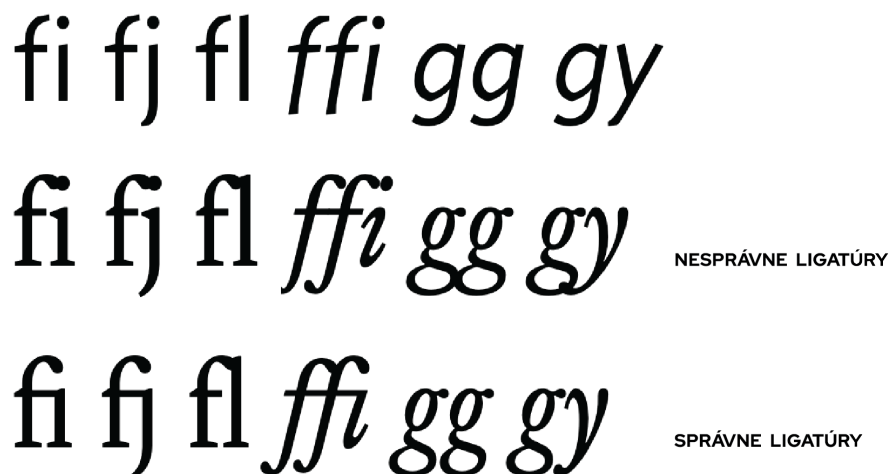 fi fj fl ffi gg gy
fi fj fl ffi gg gy NESPRÁVNE LIGATÚRY
fi fj fl ffi gg gy SPRÁVNE LIGATÚRY